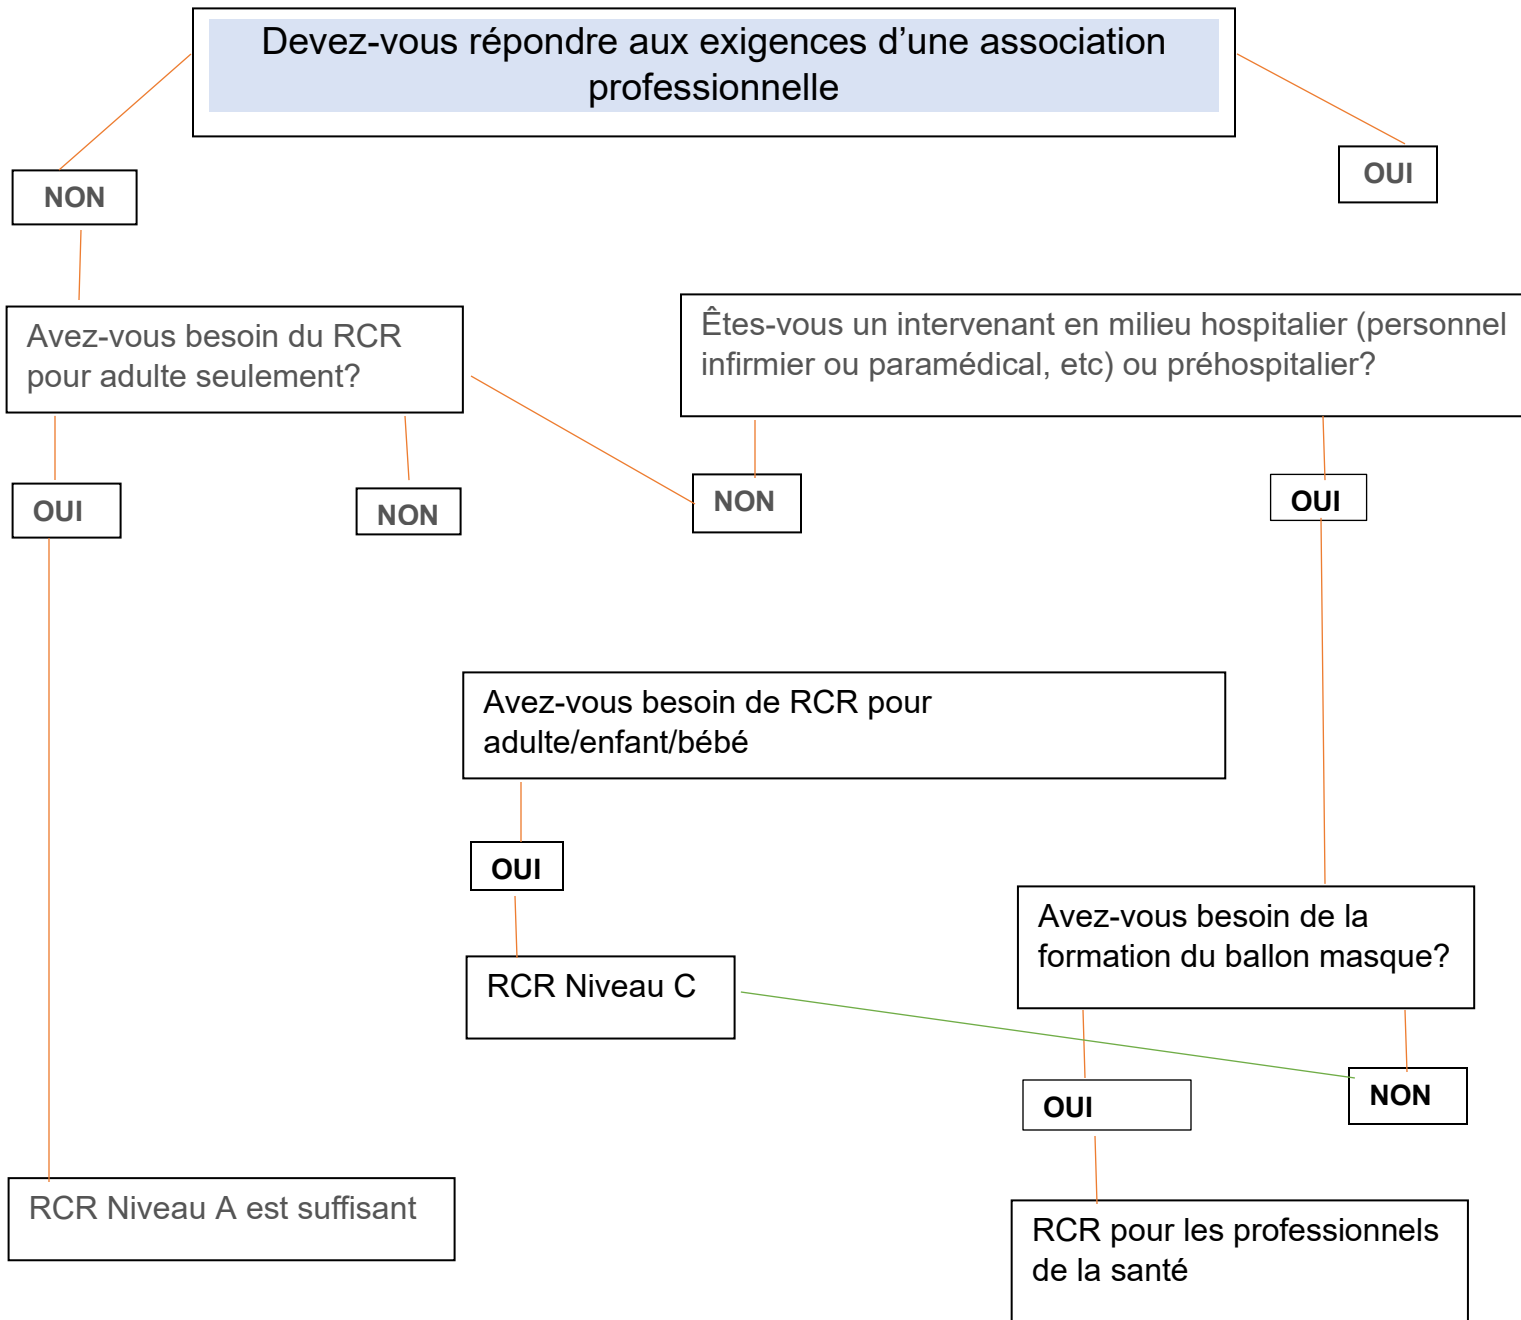 Devez-vous répondre aux exigences d’une association
professionnelle
NON
OUI
Avez-vous besoin du RCR
pour adulte seulement?
Êtes-vous un intervenant en milieu hospitalier (personnel
infirmier ou paramédical, etc) ou préhospitalier?
OUI
NON
NON
OUI
Avez-vous besoin de RCR pour
adulte/enfant/bébé
OUI
Avez-vous besoin de la
formation du ballon masque?
RCR Niveau C
OUI
NON
RCR Niveau A est suffisant
RCR pour les professionnels
de la santé